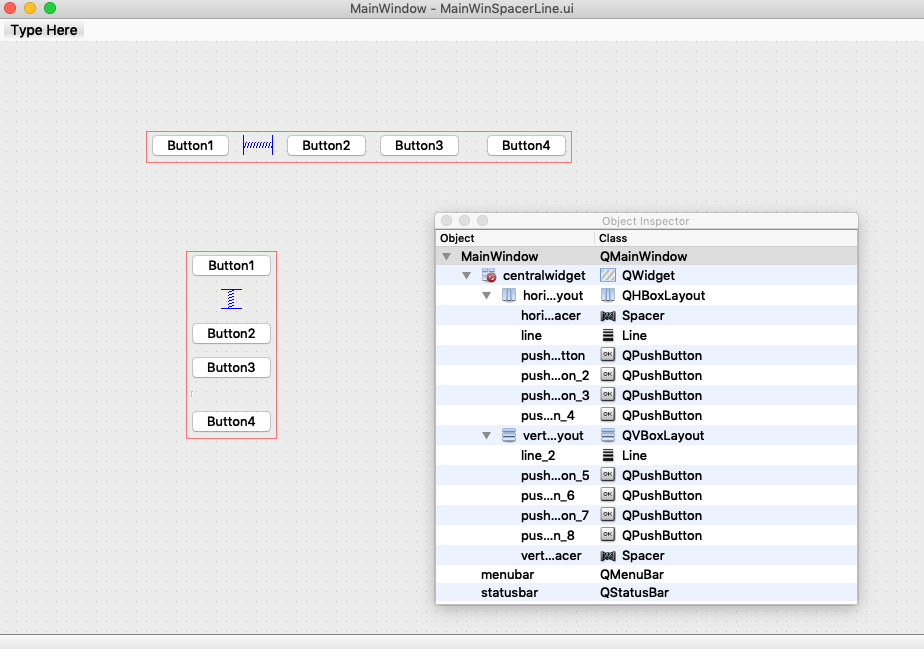 MainWindow - MainWinSpacerLine.ui
Type Here
Button1 Button2 Button3 Button4
Object Inspector
Object Class
MainWindow QMainWindow
centralwidget QWidget
hori...yout QHBoxLayout
hori...acer Spacer
line Line
push...tton QPushButton
push...on_2 QPushButton
push...on_3 QPushButton
pus...n_4 QPushButton
vert...yout QVBoxLayout
line_2 Line
push...on_5 QPushButton
pus...n_6 QPushButton
push...on_7 QPushButton
pus...n_8 QPushButton
vert...acer Spacer
menubar QMenuBar
statusbar QStatusBar
Button1
Button2
Button3
Button4